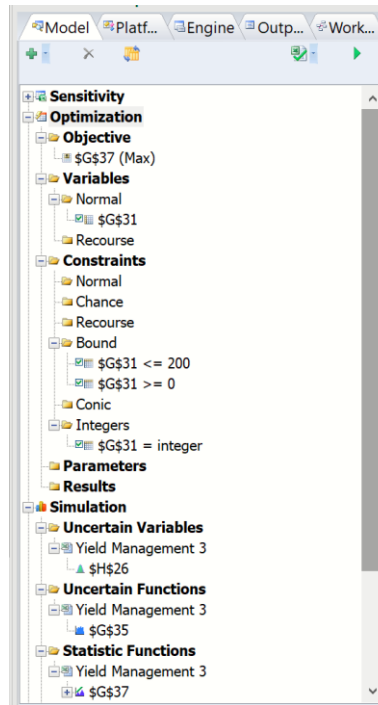 Model Platf... Engine Outp... Work...
Sensitivity
Optimization
Objective
$G$37 (Max)
Variables
Normal
$G$31
Recourse
Constraints
Normal
Chance
Recourse
Bound
$G$31 <= 200
$G$31 >= 0
Conic
Integers
$G$31 = integer
Parameters
Results
Simulation
Uncertain Variables
Yield Management 3
$H$26
Uncertain Functions
Yield Management 3
$G$35
Statistic Functions
Yield Management 3
$G$37